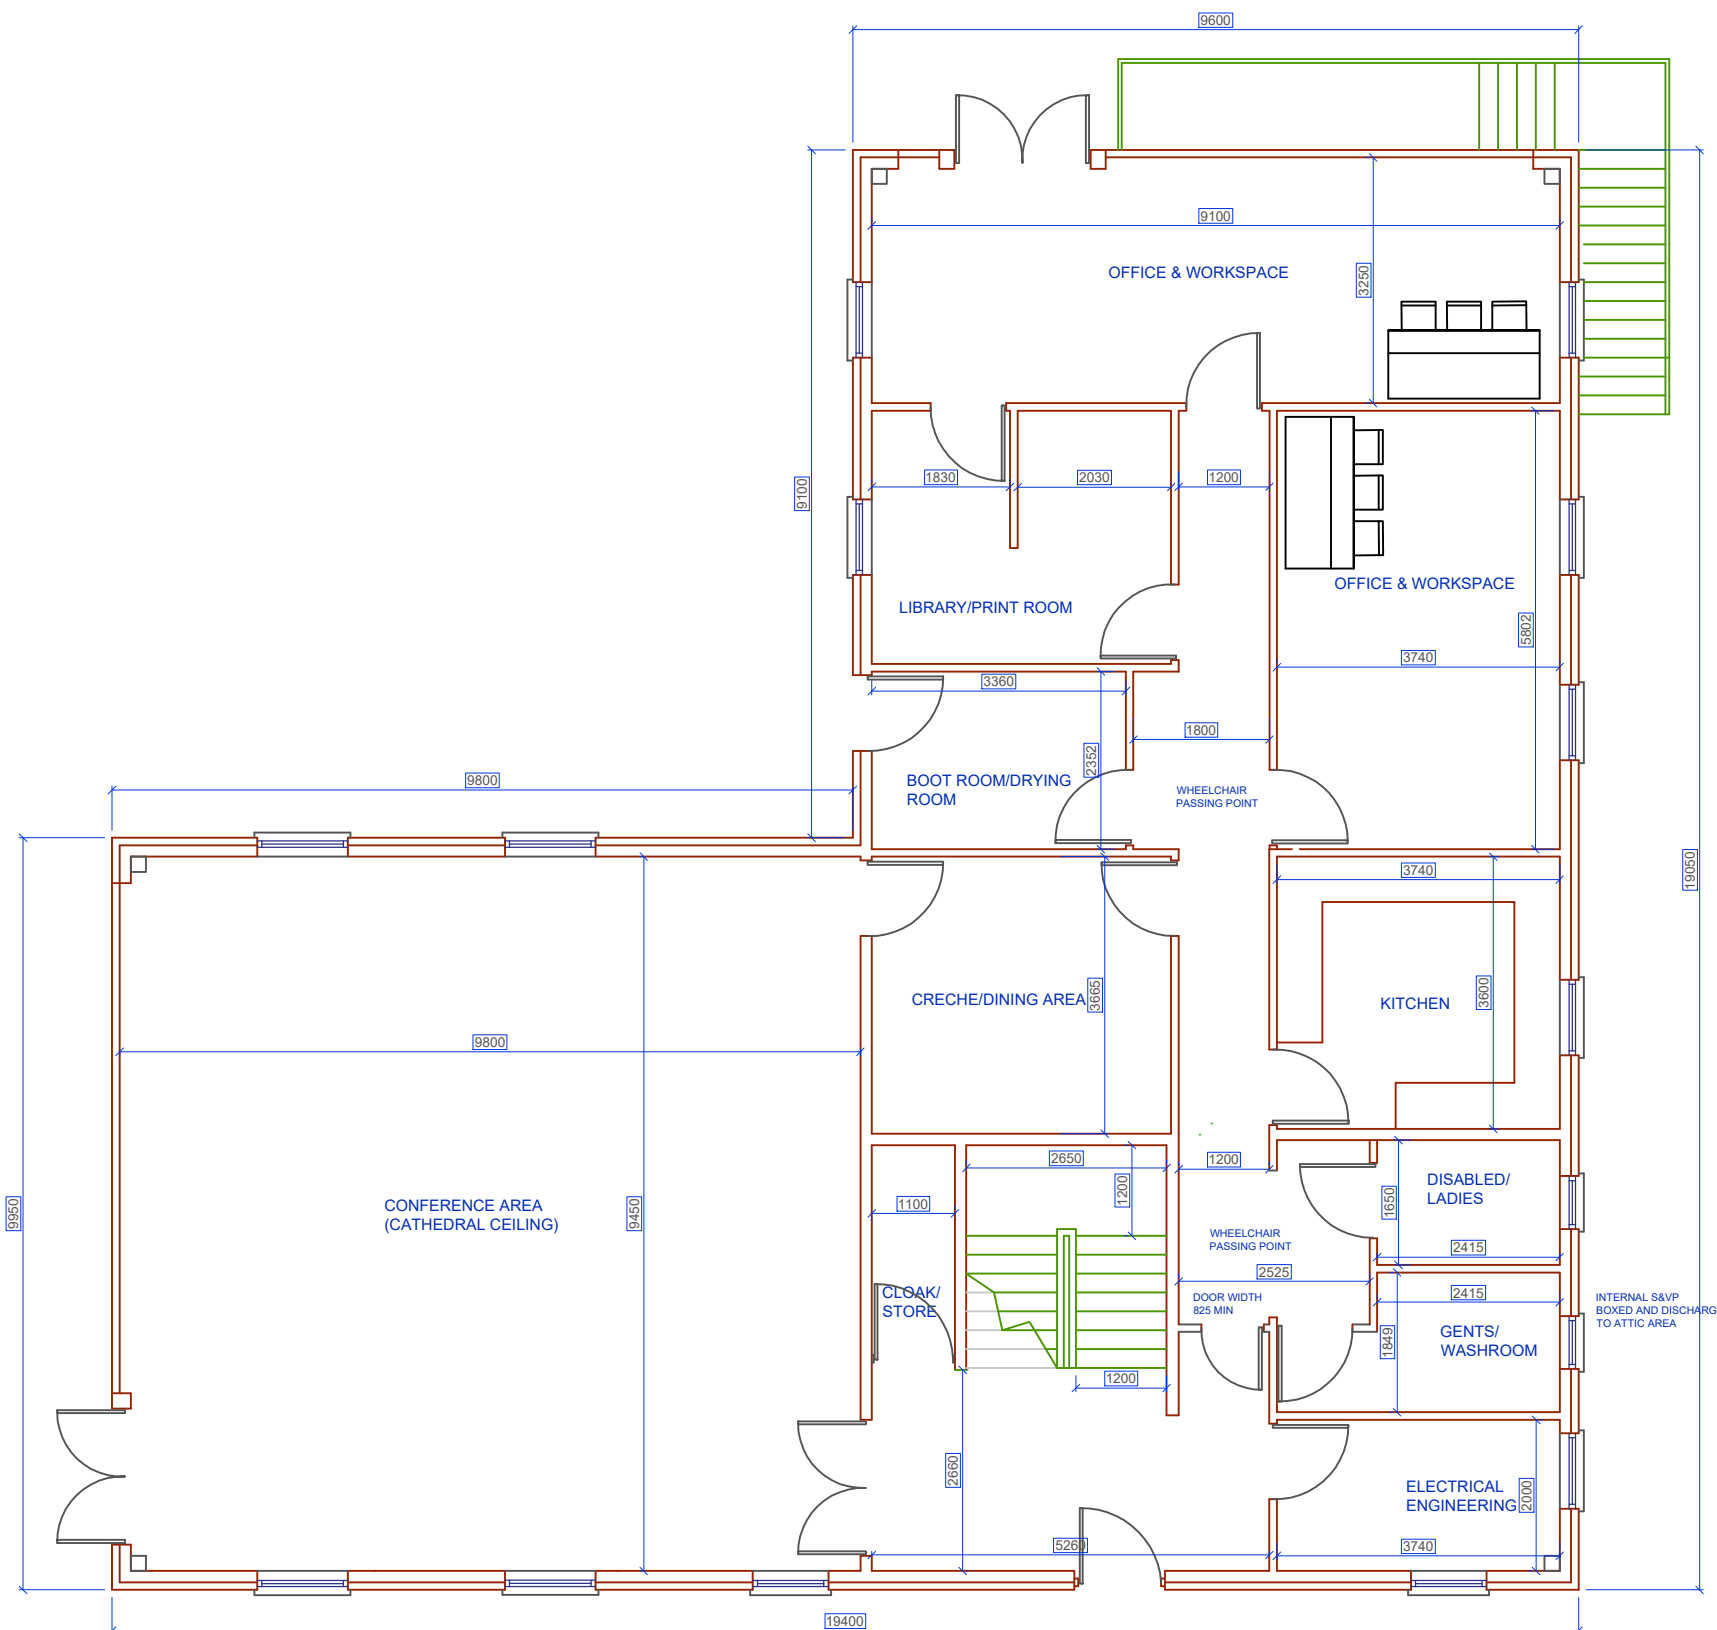 9600
9100
OFFICE & WORKSPACE
3250
1830
2030
1200
9100
OFFICE & WORKSPACE
LIBRARY/PRINT ROOM
5802
3740
3360
1800
2352
9800
BOOT ROOM/DRYING
ROOM
WHEELCHAIR
PASSING POINT
19050
3740
3665
3600
CRECHE/DINING AREA
KITCHEN
9800
2650
1200
1200
1100
1650
DISABLED/
LADIES
CONFERENCE AREA
(CATHEDRAL CEILING)
9450
9950
WHEELCHAIR
PASSING POINT
2415
2525
CLOAK/
STORE
DOOR WIDTH
825 MIN
2415
INTERNAL S&VP
BOXED AND DISCHARG
TO ATTIC AREA
1849
GENTS/
WASHROOM
1200
2660
ELECTRICAL
ENGINEERING
2000
5260
3740
19400